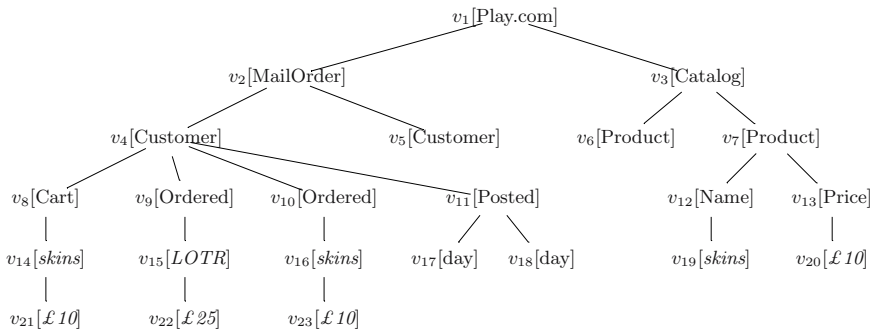 v₁[Play.com]
v₂[MailOrder] v₃[Catalog]
v₄[Customer] v₅[Customer] v₆[Product] v₇[Product]
v₈[Cart] v₉[Ordered] v₁₀[Ordered] v₁₁[Posted] v₁₂[Name] v₁₃[Price]
v₁₄[skins] v₁₅[LOTR] v₁₆[skins] v₁₇[day] v₁₈[day] v₁₉[skins] v₂₀[£10]
v₂₁[£10] v₂₂[£25] v₂₃[£10]